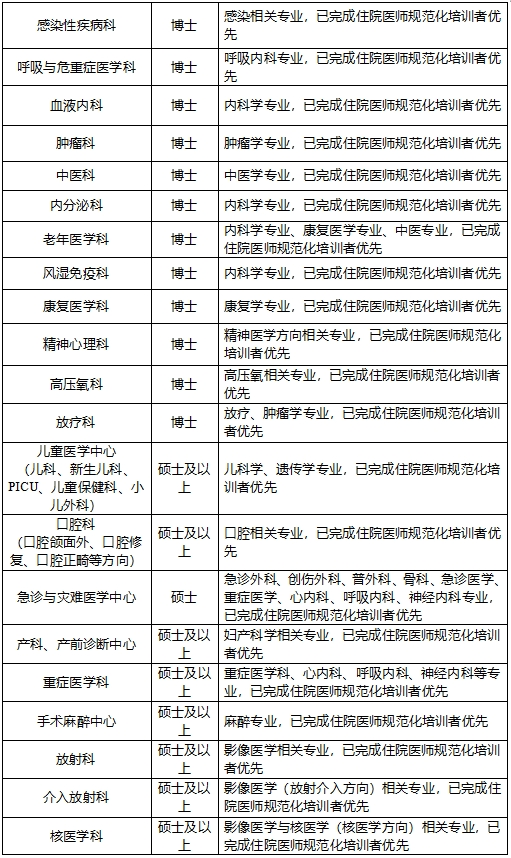 感染性疾病科 博士 感染相关专业，已完成住院医师规范化培训者优
先
呼吸与危重症医学科 博士 呼吸内科专业，已完成住院医师规范化培训者优
先
血液内科 博士 内科学专业，已完成住院医师规范化培训者优先
肿瘤科 博士 肿瘤学专业，已完成住院医师规范化培训者优先
中医科 博士 中医学专业，已完成住院医师规范化培训者优先
内分泌科 博士 内科学专业，已完成住院医师规范化培训者优先
老年医学科 博士 内科学专业、康复医学专业、中医专业，已完成
住院医师规范化培训者优先
风湿免疫科 博士 内科学专业，已完成住院医师规范化培训者优先
康复医学科 博士 康复学专业，已完成住院医师规范化培训者优先
精神心理科 博士 精神医学方向相关专业，已完成住院医师规范化
培训者优先
高压氧科 博士 高压氧相关专业，已完成住院医师规范化培训者
优先
放疗科 博士 放疗、肿瘤学专业，已完成住院医师规范化培训
者优先
儿童医学中心
（儿科、新生儿科、
PICU、儿童保健科、小
儿外科）
硕士及以
上
儿科学、遗传学专业，已完成住院医师规范化培
训者优先
口腔科
（口腔颌面外、口腔修
复、口腔正畸等方向）
硕士及以
上
口腔相关专业，已完成住院医师规范化培训者优
先
急诊与灾难医学中心 硕士 急诊外科、创伤外科、普外科、骨科、急诊医学、
重症医学、心内科、呼吸内科、神经内科专业，
已完成住院医师规范化培训者优先
产科、产前诊断中心
硕士及以
上
妇产科学相关专业，已完成住院医师规范化培训
者优先
重症医学科
硕士及以
上
重症医学科、心内科、呼吸内科、神经内科等专
业，已完成住院医师规范化培训者优先
手术麻醉中心
硕士及以
上
麻醉专业，已完成住院医师规范化培训者优先
放射科
硕士及以
上
影像医学相关专业，已完成住院医师规范化培训
者优先
介入放射科
硕士及以
上
影像医学（放射介入方向）相关专业，已完成住
院医师规范化培训者优先
核医学科
硕士及以
上
影像医学与核医学（核医学方向）相关专业，已
完成住院医师规范化培训者优先